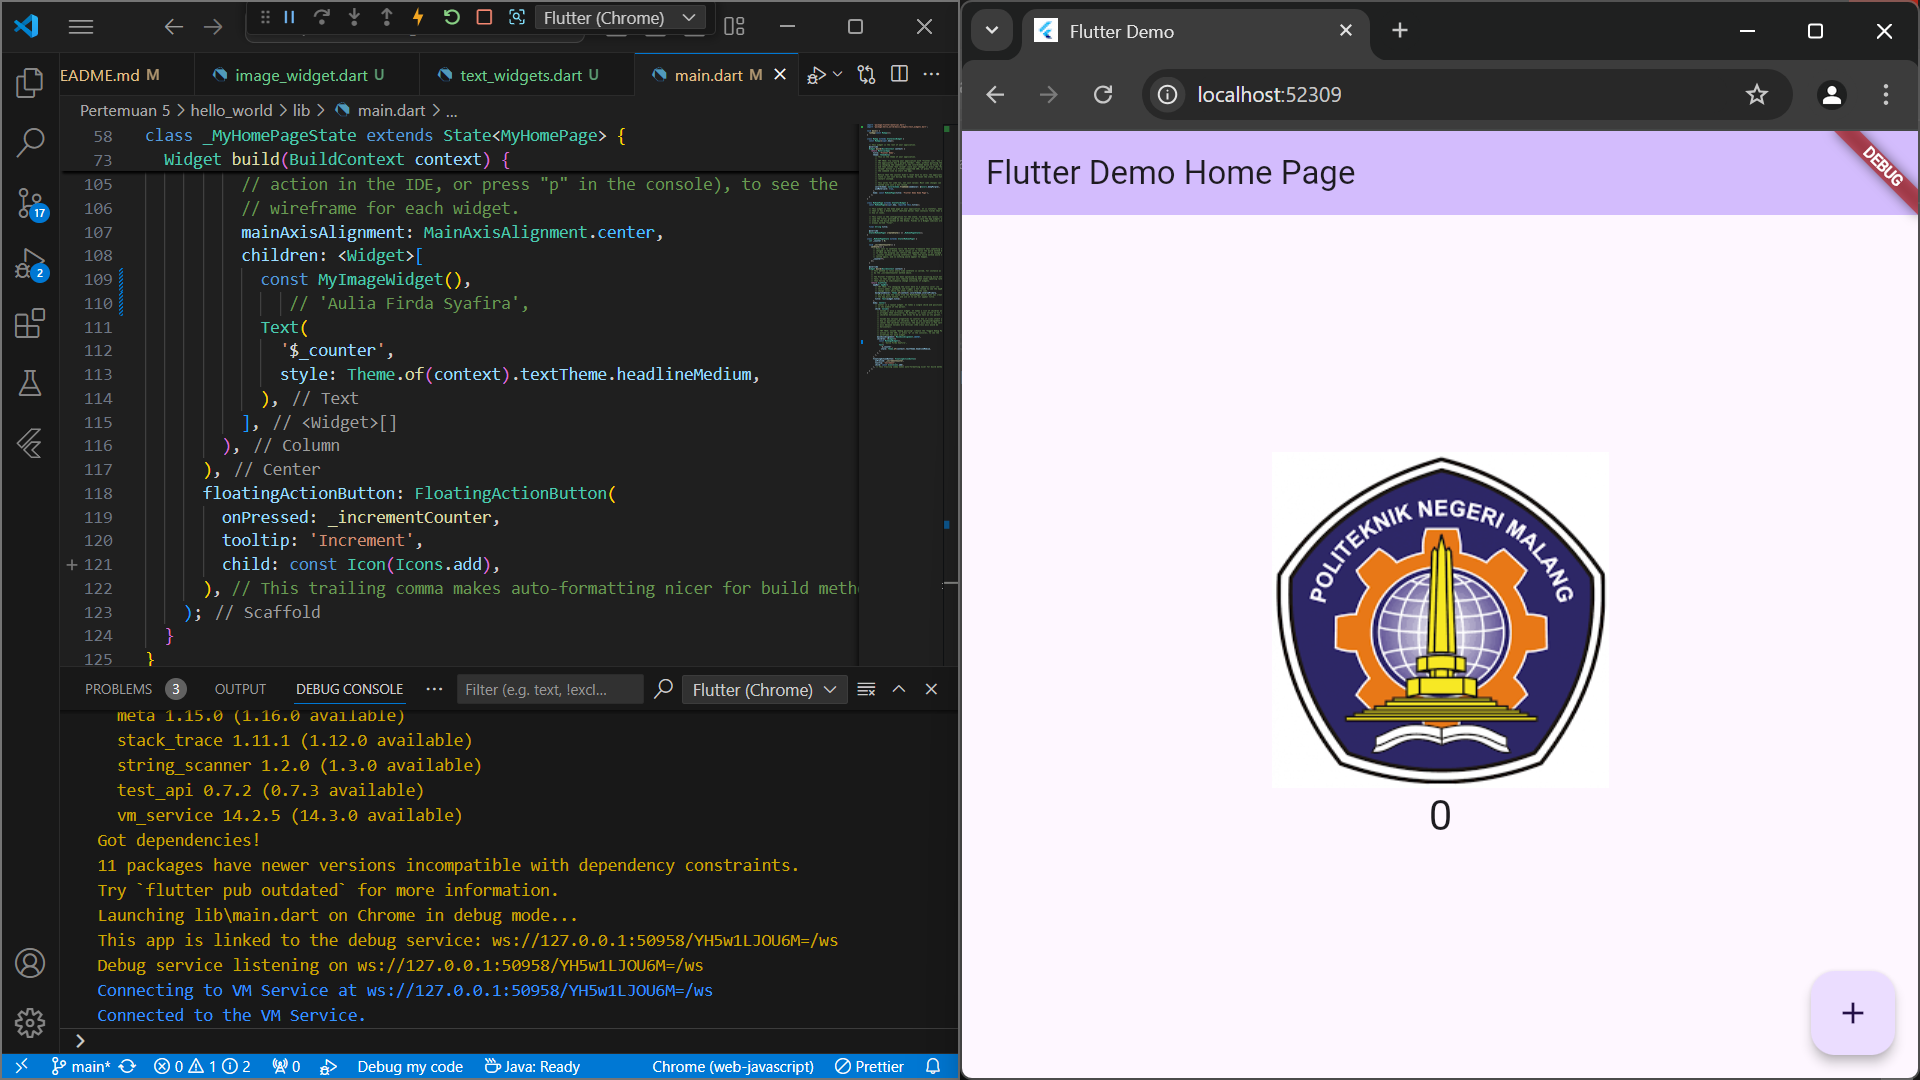 Flutter (Chrome)
EADME.md M
image_widget.dart U
text_widgets.dart U
main.dart M
Pertemuan 5 > hello_world > lib > main.dart > ...
58 class _MyHomePageState extends State<MyHomePage> {
73 Widget build(BuildContext context) {
105 // action in the IDE, or press "p" in the console), to see the
106 // wireframe for each widget.
107 mainAxisAlignment: MainAxisAlignment.center,
108 children: <Widget>[
109 const MyImageWidget(),
110 // 'Aulia Firda Syafira',
111 Text(
112 '$_counter',
113 style: Theme.of(context).textTheme.headlineMedium,
114 ), // Text
115 ], // <Widget>[]
116 ), // Column
117 ), // Center
118 floatingActionButton: FloatingActionButton(
119 onPressed: _incrementCounter,
120 tooltip: 'Increment',
121 child: const Icon(Icons.add),
122 ), // This trailing comma makes auto-formatting nicer for build meth
123 ); // Scaffold
124 }
125 }
17
2
PROBLEMS 3 OUTPUT DEBUG CONSOLE ... Filter (e.g. text, !excl... Flutter (Chrome)
meta 1.15.0 (1.16.0 available)
stack_trace 1.11.1 (1.12.0 available)
string_scanner 1.2.0 (1.3.0 available)
test_api 0.7.2 (0.7.3 available)
vm_service 14.2.5 (14.3.0 available)
Got dependencies!
11 packages have newer versions incompatible with dependency constraints.
Try `flutter pub outdated` for more information.
Launching lib\main.dart on Chrome in debug mode...
This app is linked to the debug service: ws://127.0.0.1:50958/YH5w1LJOU6M=/ws
Debug service listening on ws://127.0.0.1:50958/YH5w1LJOU6M=/ws
Connecting to VM Service at ws://127.0.0.1:50958/YH5w1LJOU6M=/ws
Connected to the VM Service.
>
main* 0 1 2 0 Debug my code Java: Ready Chrome (web-javascript) Prettier
Flutter Demo
localhost:52309
Flutter Demo Home Page
DEBUG
POLITEKNIK NEGERI MALANG
0
+